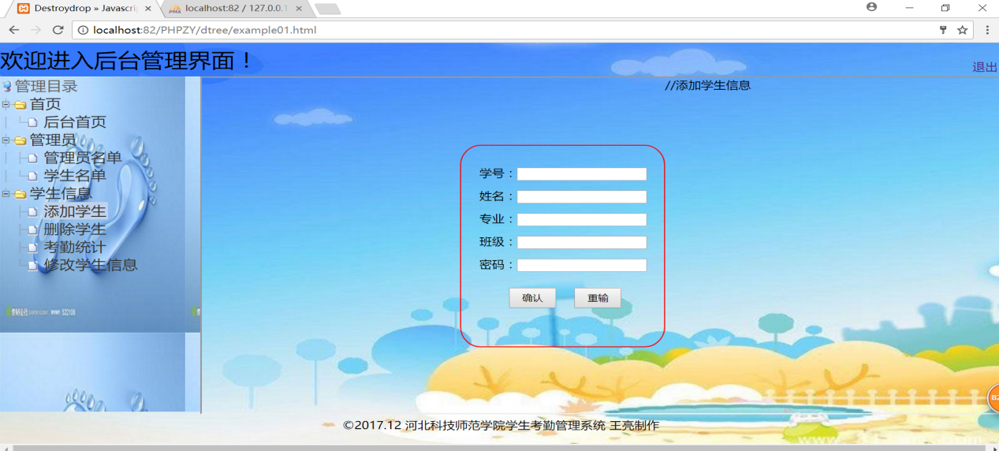 Destroydrop » Javascri
localhost:82 / 127.0.0.1
localhost:82/PHPZY/dtree/example01.html
欢迎进入后台管理界面！
退出
管理目录
首页
后台首页
管理员
管理员名单
学生名单
学生信息
添加学生
删除学生
考勤统计
修改学生信息
//添加学生信息
学号：
姓名：
专业：
班级：
密码：
确认 重输
©2017.12 河北科技师范学院学生考勤管理系统 王亮制作
82